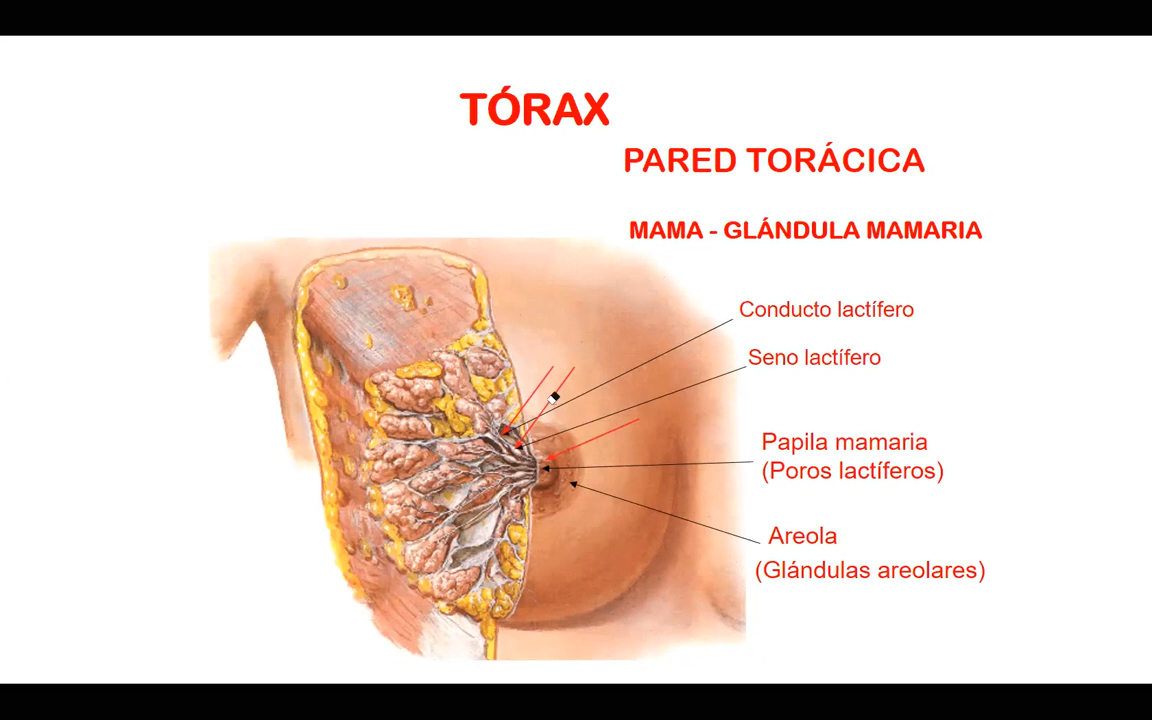 TÓRAX
PARED TORÁCICA
MAMA - GLÁNDULA MAMARIA
Conducto lactífero
Seno lactífero
Papila mamaria
(Poros lactíferos)
Areola
(Glándulas areolares)